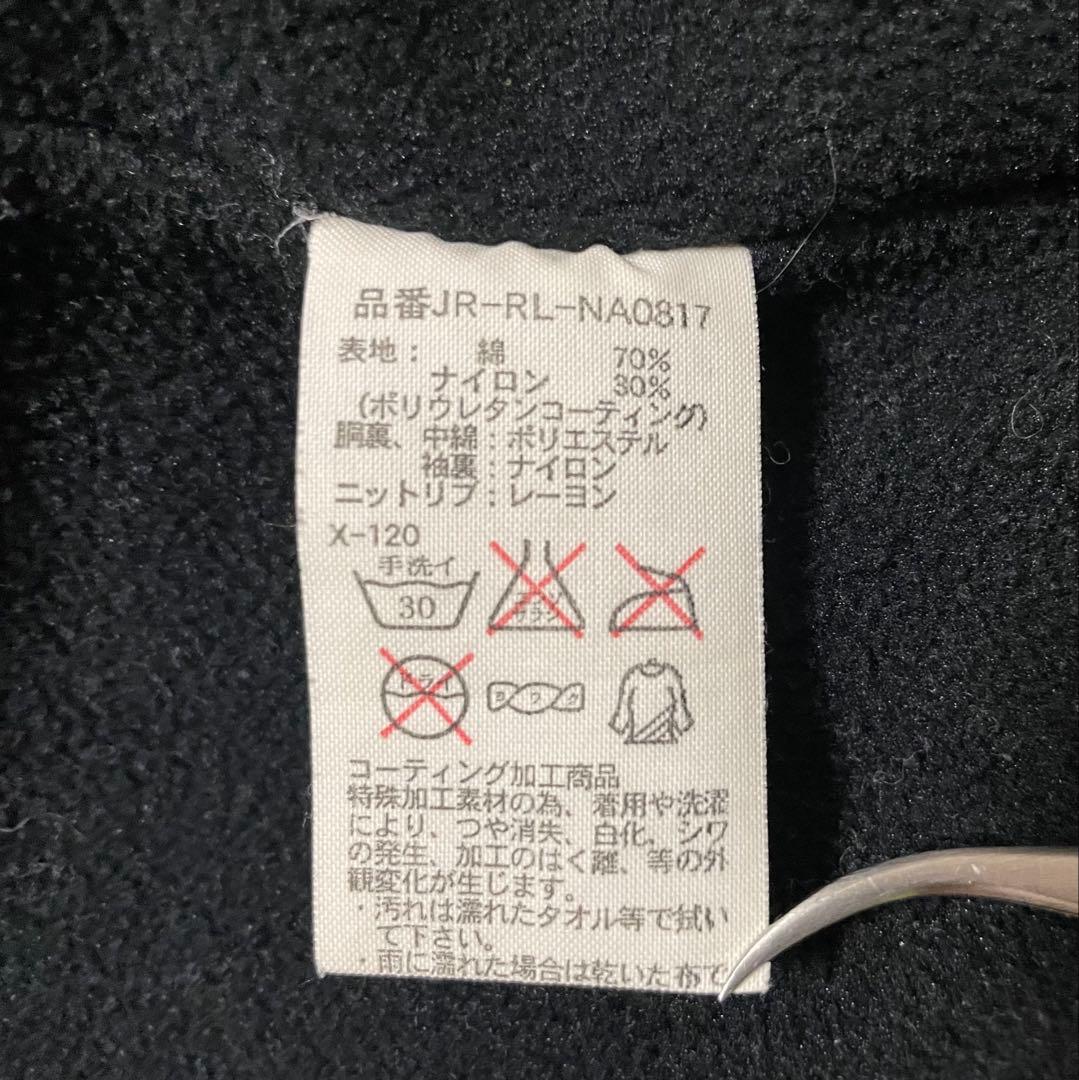 品番JR-RL-NA0817
表地： 綿 70%
ナイロン 30%
(ポリウレタンコーティング)
胴裏、中綿：ポリエステル
袖裏：ナイロン
ニットリブ：レーヨン
X-120
手洗イ
30
ドライ
ヨワク
コーティング加工商品
特殊加工素材の為、着用や洗濯
により、つや消失、白化、シワ
の発生、加工のはく離、等の外
観変化が生じます。
・汚れは濡れたタオル等で拭い
て下さい。
・雨に濡れた場合は乾いた布で